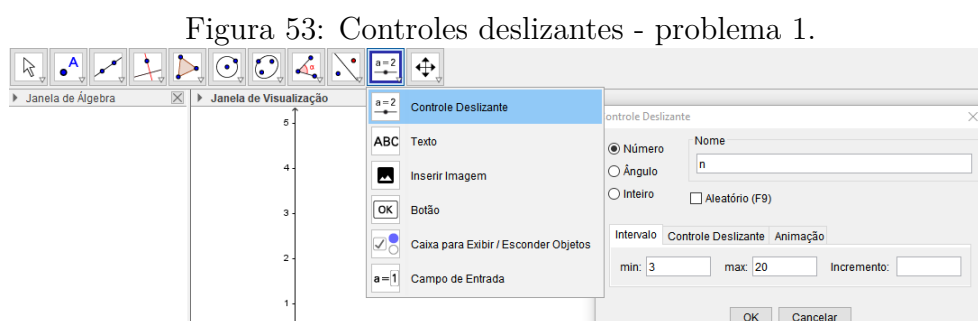 Figura 53: Controles deslizantes - problema 1.
A
a=2
Janela de Álgebra
Janela de Visualização
5
4
3
2
1
a=2 Controle Deslizante
ABC Texto
Inserir Imagem
OK Botão
Caixa para Exibir / Esconder Objetos
a=1 Campo de Entrada
ontrole Deslizante
Número
Ângulo
Inteiro
Nome
n
Aleatório (F9)
Intervalo Controle Deslizante Animação
min: 3 max: 20 Incremento:
OK Cancelar